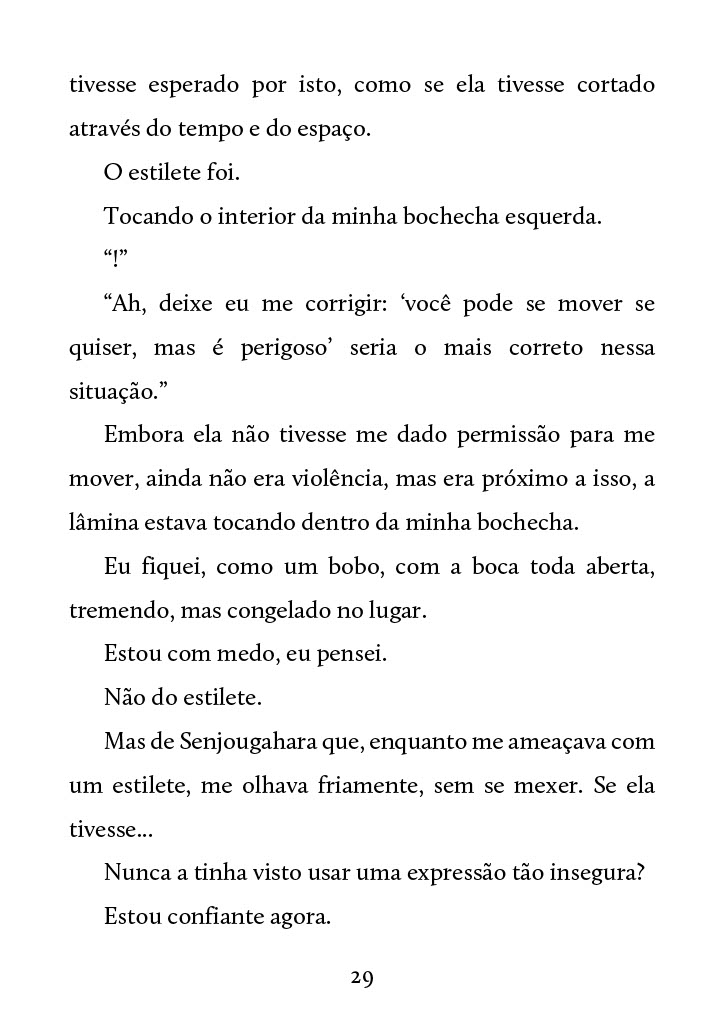 tivesse esperado por isto, como se ela tivesse cortado
através do tempo e do espaço.
O estilete foi.
Tocando o interior da minha bochecha esquerda.
“!”
“Ah, deixe eu me corrigir: ‘você pode se mover se
quiser, mas é perigoso’ seria o mais correto nessa
situação.”
Embora ela não tivesse me dado permissão para me
mover, ainda não era violência, mas era próximo a isso, a
lâmina estava tocando dentro da minha bochecha.
Eu fiquei, como um bobo, com a boca toda aberta,
tremendo, mas congelado no lugar.
Estou com medo, eu pensei.
Não do estilete.
Mas de Senjougahara que, enquanto me ameaçava com
um estilete, me olhava friamente, sem se mexer. Se ela
tivesse...
Nunca a tinha visto usar uma expressão tão insegura?
Estou confiante agora.
29